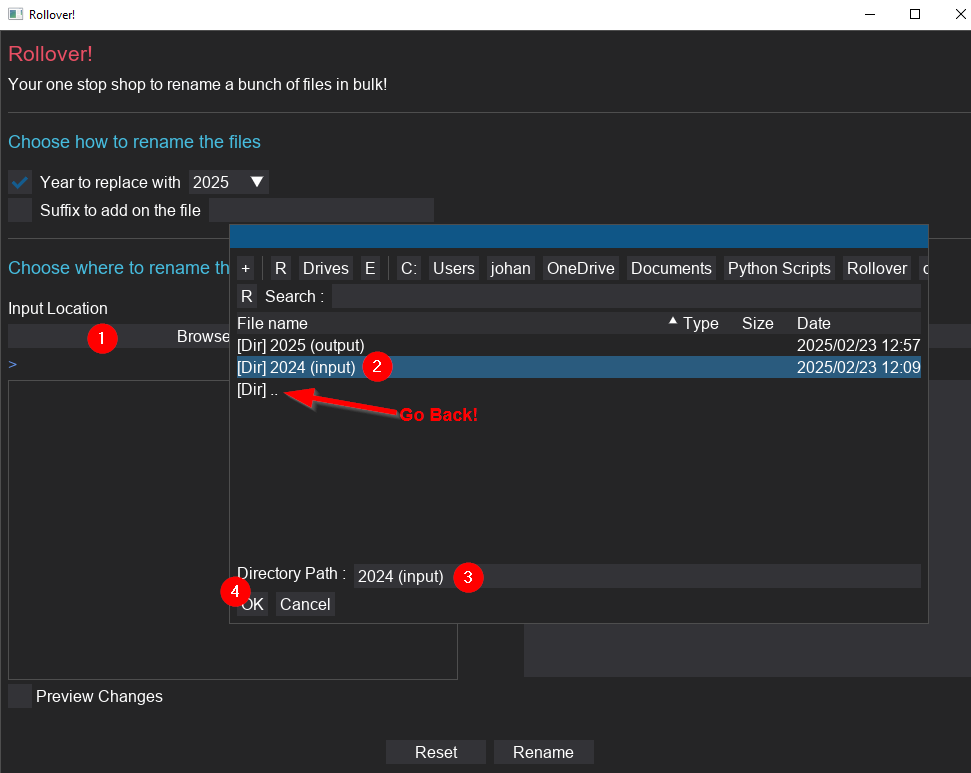 Rollover!
Rollover!
Your one stop shop to rename a bunch of files in bulk!
Choose how to rename the files
Year to replace with 2025
Suffix to add on the file
Choose where to rename th
+ R Drives E C: Users johan OneDrive Documents Python Scripts Rollover
R Search :
Input Location
File name Type Size Date
1 Browse
[Dir] 2025 (output) 2025/02/23 12:57
>
[Dir] 2024 (input) 2 2025/02/23 12:09
[Dir] ..
Go Back!
Directory Path : 2024 (input) 3
4 OK Cancel
Preview Changes
Reset Rename